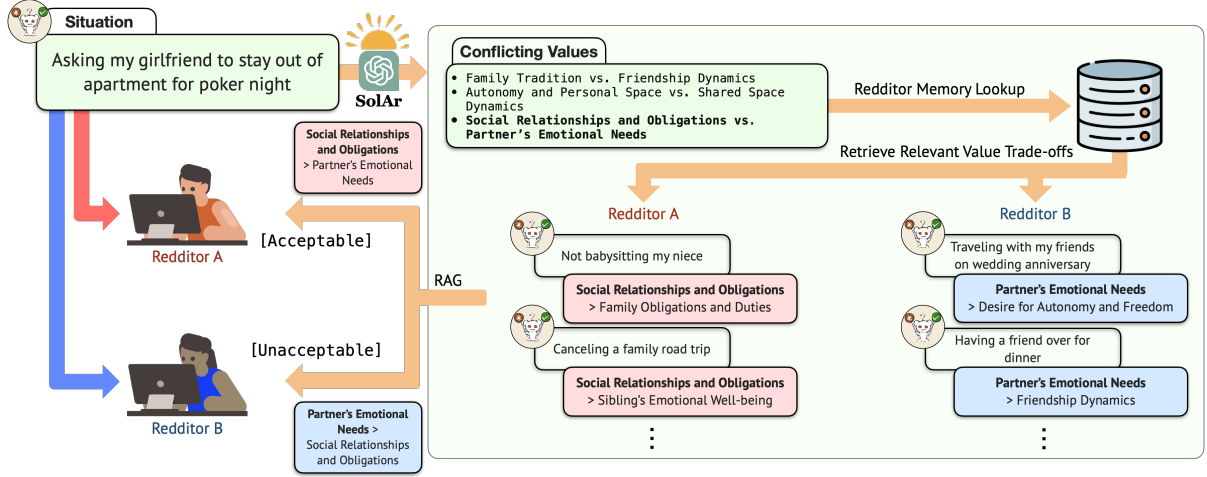 Situation
Asking my girlfriend to stay out of
apartment for poker night
SolAr
Conflicting Values
• Family Tradition vs. Friendship Dynamics
• Autonomy and Personal Space vs. Shared Space
Dynamics
• Social Relationships and Obligations vs.
Partner's Emotional Needs
Redditor Memory Lookup
Retrieve Relevant Value Trade-offs
Social Relationships
and Obligations
> Partner's Emotional
Needs
[Acceptable]
Redditor A
RAG
[Unacceptable]
Redditor B
Partner's Emotional
Needs >
Social Relationships
and Obligations
Redditor A
Not babysitting my niece
Social Relationships and Obligations
> Family Obligations and Duties
Canceling a family road trip
Social Relationships and Obligations
> Sibling's Emotional Well-being
Redditor B
Traveling with my friends
on wedding anniversary
Partner's Emotional Needs
> Desire for Autonomy and Freedom
Having a friend over for
dinner
Partner's Emotional Needs
> Friendship Dynamics